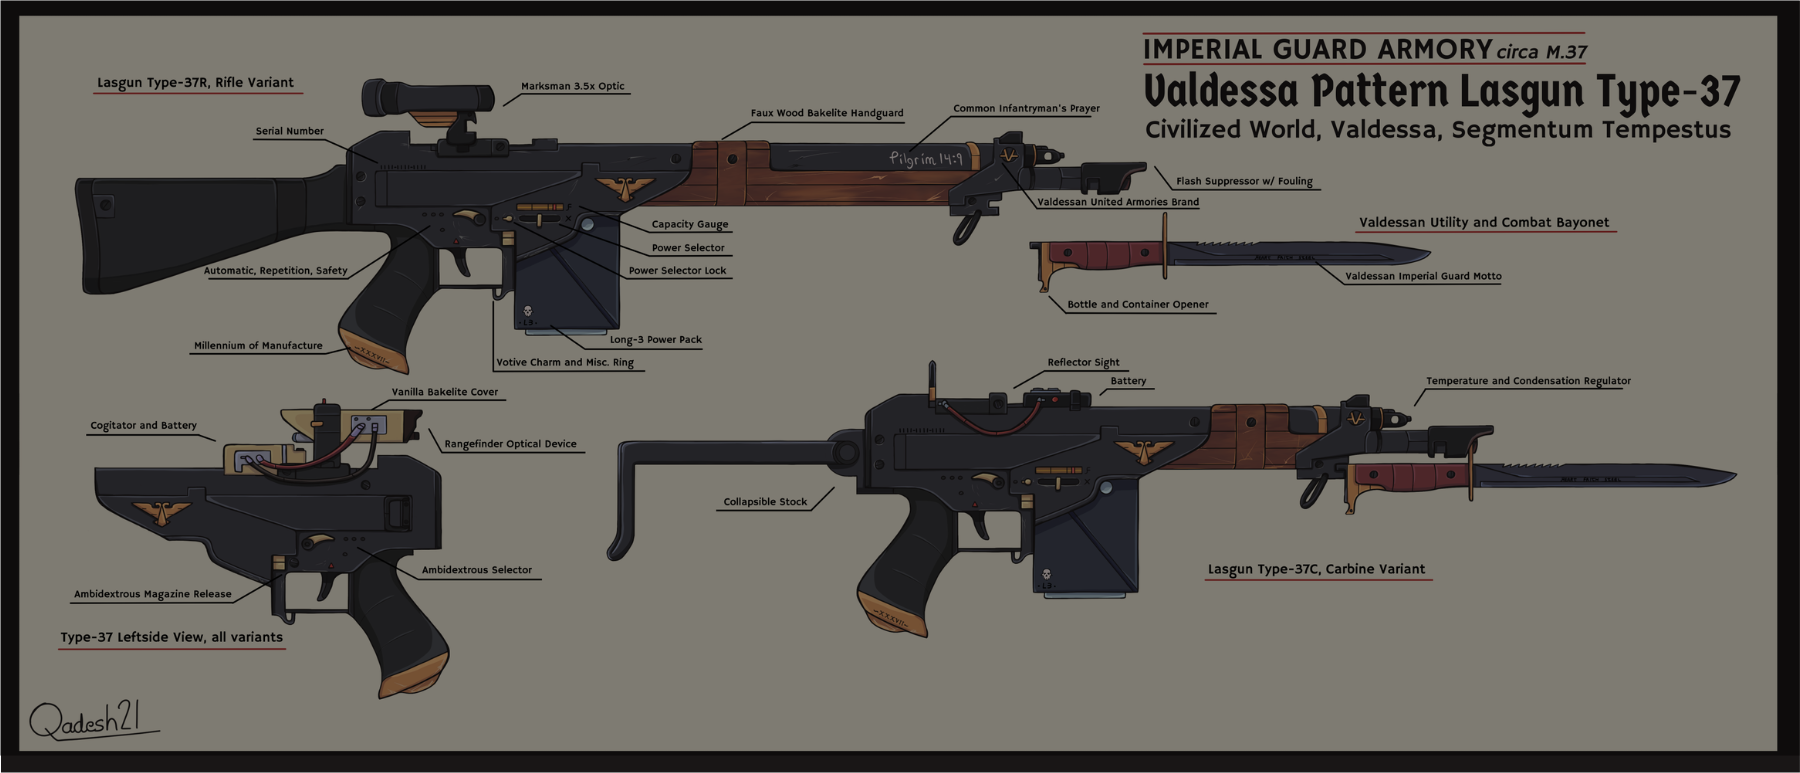 IMPERIAL GUARD ARMORY circa M.37
Valdessa Pattern Lasgun Type-37
Civilized World, Valdessa, Segmentum Tempestus
Lasgun Type-37R, Rifle Variant
Marksman 3.5x Optic
Serial Number
Faux Wood Bakelite Handguard
Common Infantryman's Prayer
Pilgrim 14:9
Flash Suppressor w/ Fouling
Valdessan United Armories Brand
Capacity Gauge
Power Selector
Power Selector Lock
Automatic, Repetition, Safety
Long-3 Power Pack
-L3-
Votive Charm and Misc. Ring
Millennium of Manufacture
-XXXVII-
Valdessan Utility and Combat Bayonet
Valdessan Imperial Guard Motto
Bottle and Container Opener
Vanilla Bakelite Cover
Cogitator and Battery
Rangefinder Optical Device
Ambidextrous Selector
Ambidextrous Magazine Release
Type-37 Leftside View, all variants
Reflector Sight
Battery
Temperature and Condensation Regulator
Collapsible Stock
-L3-
-XXXVII-
Lasgun Type-37C, Carbine Variant
Qadesh21